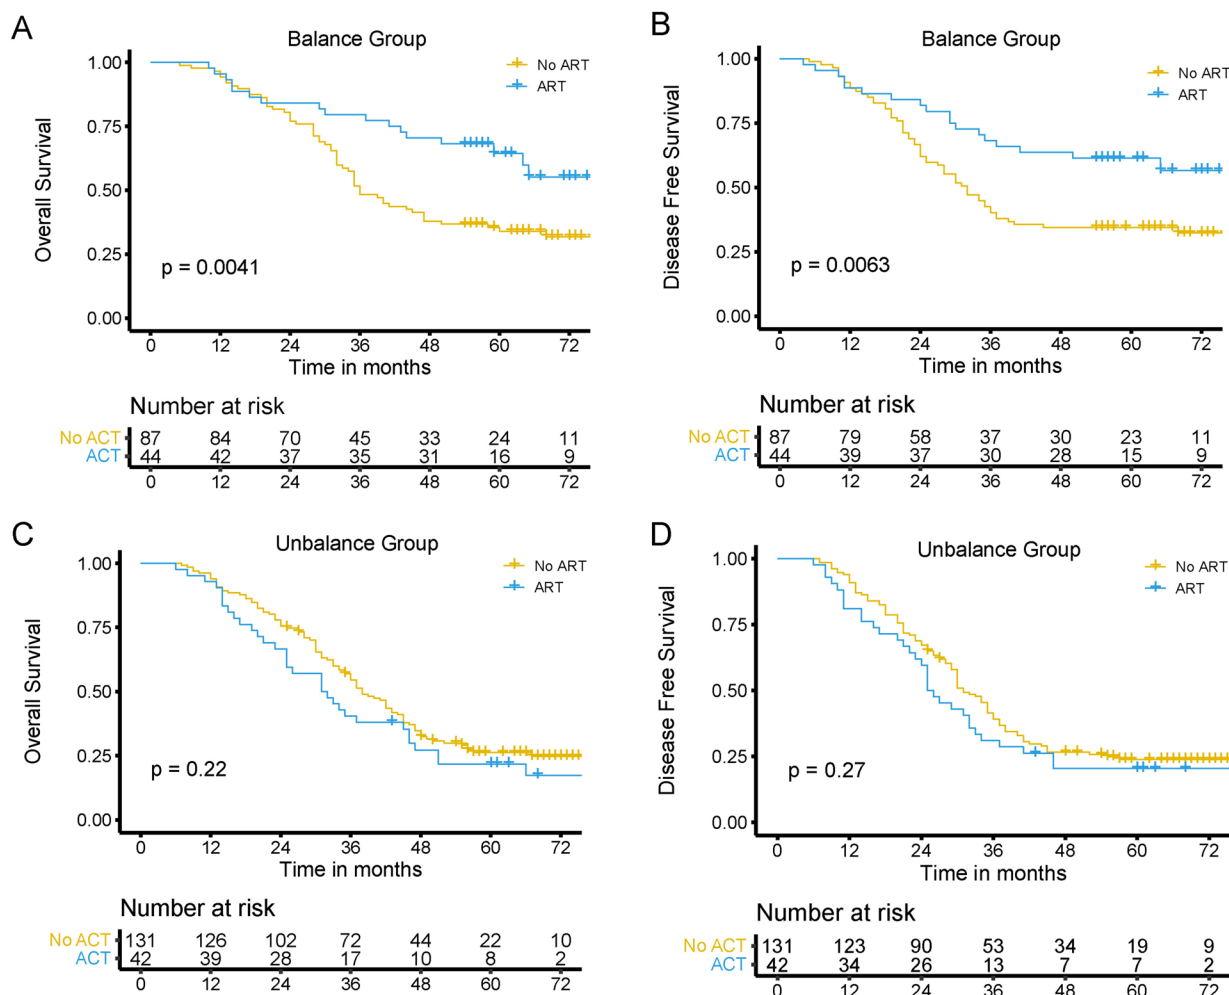 A
Balance Group
No ART
ART
1.00
0.75
0.50
0.25
0.00
Overall Survival
p = 0.0041
0 12 24 36 48 60 72
Time in months
Number at risk
No ACT 87 84 70 45 33 24 11
ACT 44 42 37 35 31 16 9
0 12 24 36 48 60 72
B
Balance Group
No ART
ART
1.00
0.75
0.50
0.25
0.00
Disease Free Survival
p = 0.0063
0 12 24 36 48 60 72
Time in months
Number at risk
No ACT 87 79 58 37 30 23 11
ACT 44 39 37 30 28 15 9
0 12 24 36 48 60 72
C
Unbalance Group
No ART
ART
1.00
0.75
0.50
0.25
0.00
Overall Survival
p = 0.22
0 12 24 36 48 60 72
Time in months
Number at risk
No ACT 131 126 102 72 44 22 10
ACT 42 39 28 17 10 8 2
0 12 24 36 48 60 72
D
Unbalance Group
No ART
ART
1.00
0.75
0.50
0.25
0.00
Disease Free Survival
p = 0.27
0 12 24 36 48 60 72
Time in months
Number at risk
No ACT 131 123 90 53 34 19 9
ACT 42 34 26 13 7 7 2
0 12 24 36 48 60 72